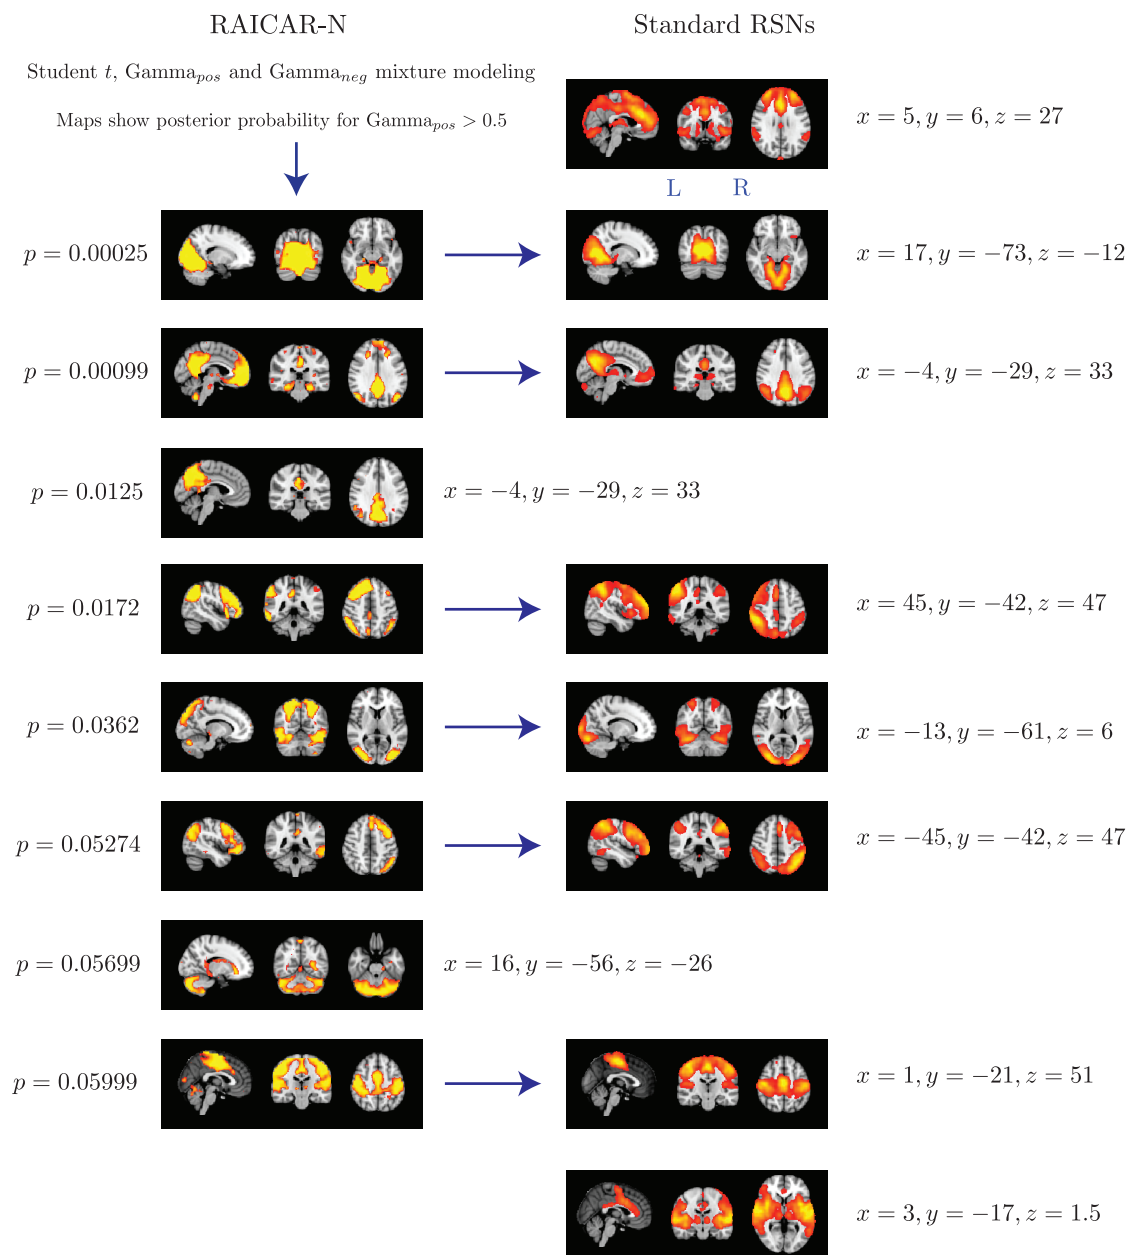 RAICAR-N
Standard RSNs
Student t, Gamma_pos and Gamma_neg mixture modeling
Maps show posterior probability for Gamma_pos > 0.5
x = 5, y = 6, z = 27
L R
p = 0.00025
x = 17, y = −73, z = −12
p = 0.00099
x = −4, y = −29, z = 33
p = 0.0125
x = −4, y = −29, z = 33
p = 0.0172
x = 45, y = −42, z = 47
p = 0.0362
x = −13, y = −61, z = 6
p = 0.05274
x = −45, y = −42, z = 47
p = 0.05699
x = 16, y = −56, z = −26
p = 0.05999
x = 1, y = −21, z = 51
x = 3, y = −17, z = 1.5